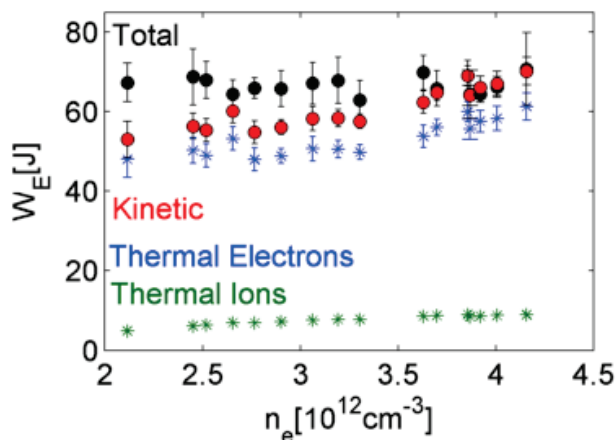 80
60
40
20
0
W_E[J]
Total
Kinetic
Thermal Electrons
Thermal Ions
2
2.5
3
3.5
4
4.5
n_e[10^12cm^-3]